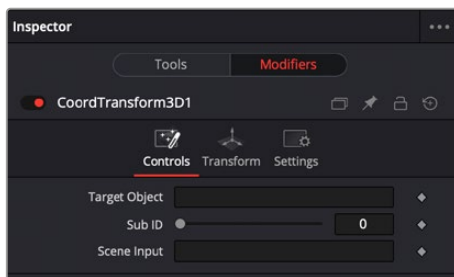 Inspector
Tools
Modifiers
CoordTransform3D1
Controls
Transform
Settings
Target Object
Sub ID
0
Scene Input